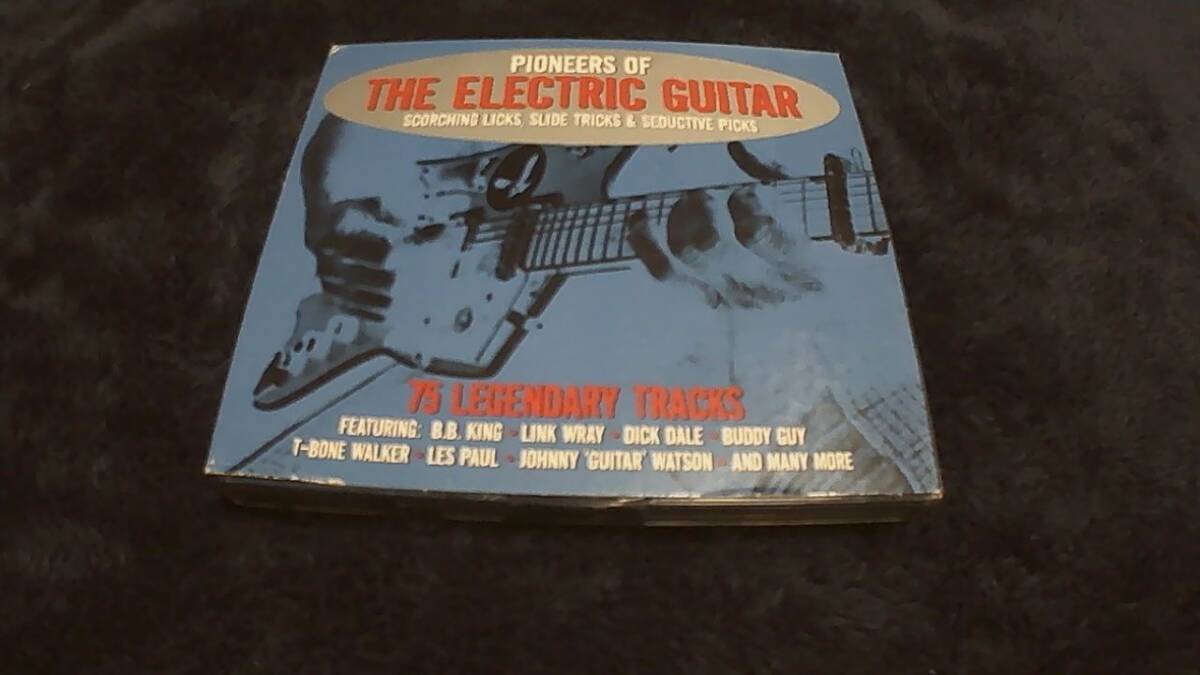 PIONEERS OF
THE ELECTRIC GUITAR
SCORCHING LICKS, SLIDE TRICKS & SEDUCTIVE PICKS
75 LEGENDARY TRACKS
FEATURING: B.B. KING - LINK WRAY - DICK DALE - BUDDY GUY
T-BONE WALKER - LES PAUL - JOHNNY 'GUITAR' WATSON - AND MANY MORE